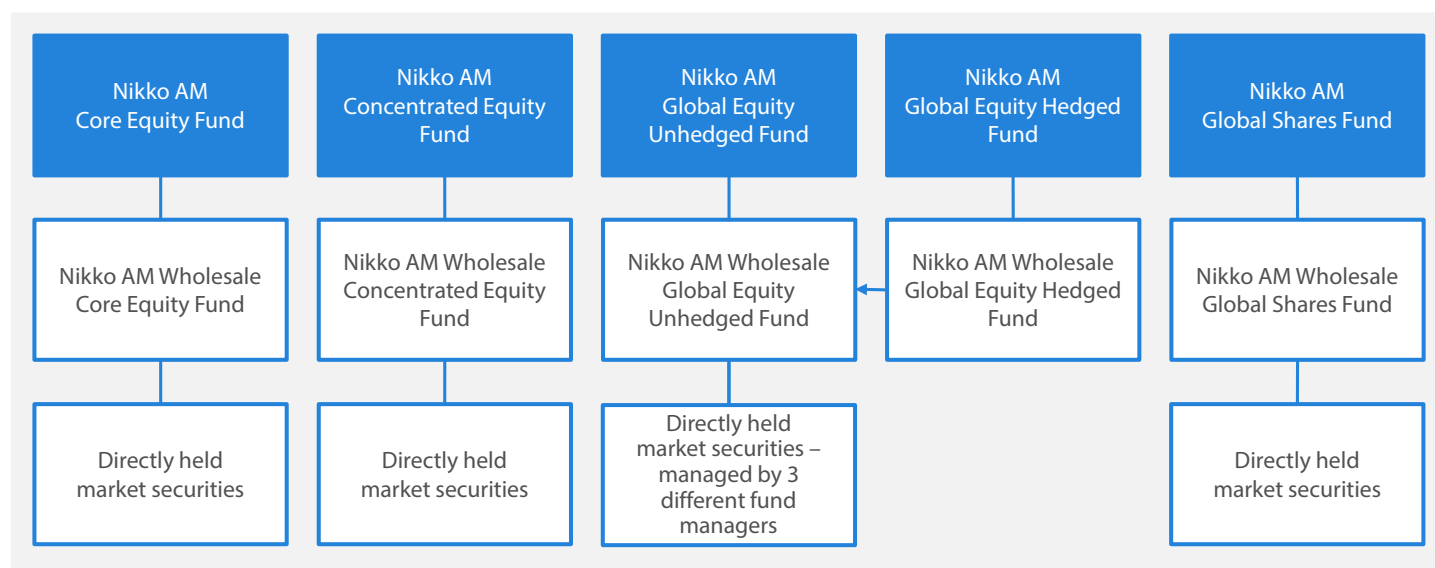 Nikko AM
Core Equity Fund
Nikko AM
Concentrated Equity
Fund
Nikko AM
Global Equity
Unhedged Fund
Nikko AM
Global Equity Hedged
Fund
Nikko AM
Global Shares Fund
Nikko AM Wholesale
Core Equity Fund
Nikko AM Wholesale
Concentrated Equity
Fund
Nikko AM Wholesale
Global Equity
Unhedged Fund
Nikko AM Wholesale
Global Equity Hedged
Fund
Nikko AM Wholesale
Global Shares Fund
Directly held
market securities
Directly held
market securities
Directly held
market securities –
managed by 3
different fund
managers
Directly held
market securities